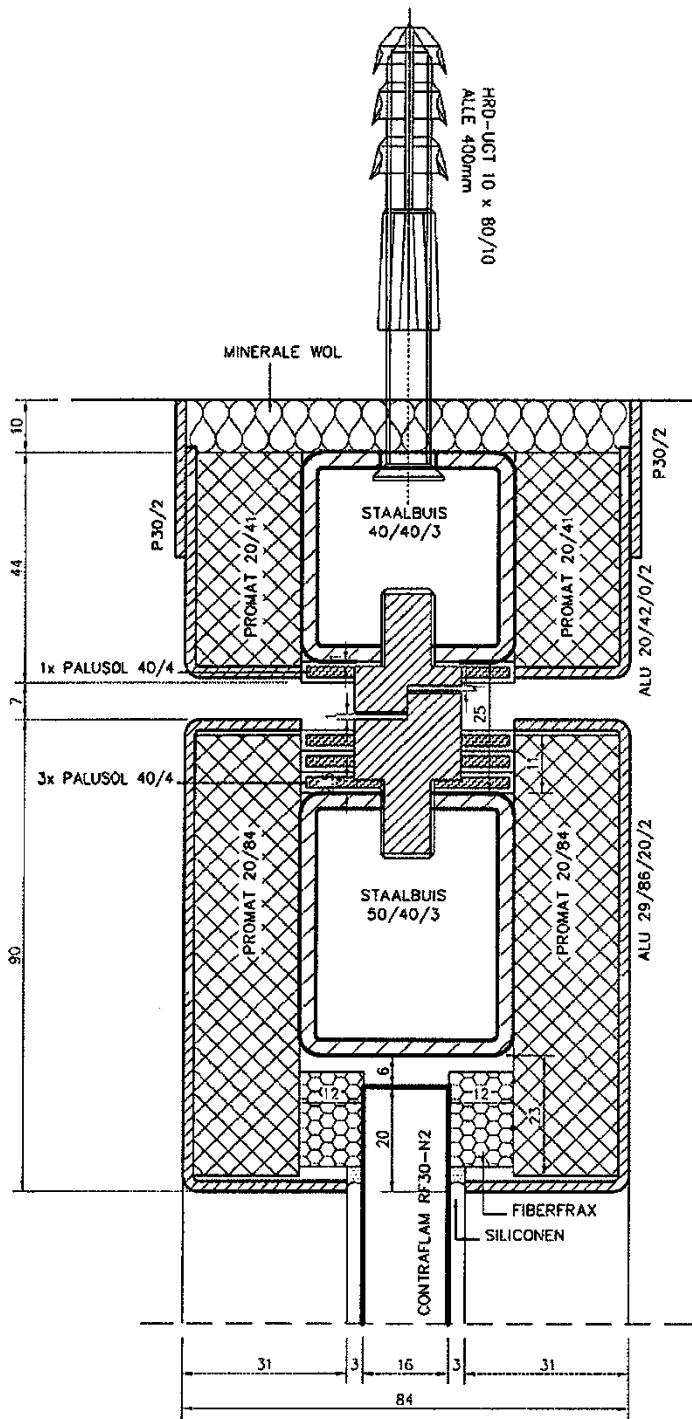 HRD-UGT 10 x 80/10
ALLE 400mm
MINERALE WOL
10
P30/2
P30/2
STAALBUIS
40/40/3
PROMAT 20/41
PROMAT 20/41
44
ALU 20/42/0/2
1x PALUSOL 40/4
7
25
11
3x PALUSOL 40/4
STAALBUIS
50/40/3
PROMAT 20/84
PROMAT 20/84
ALU 29/86/20/2
90
6
12
12
20
23
CONTRAFLAM RF30-N2
FIBERFRAX
SILICONEN
31
3
16
3
31
84